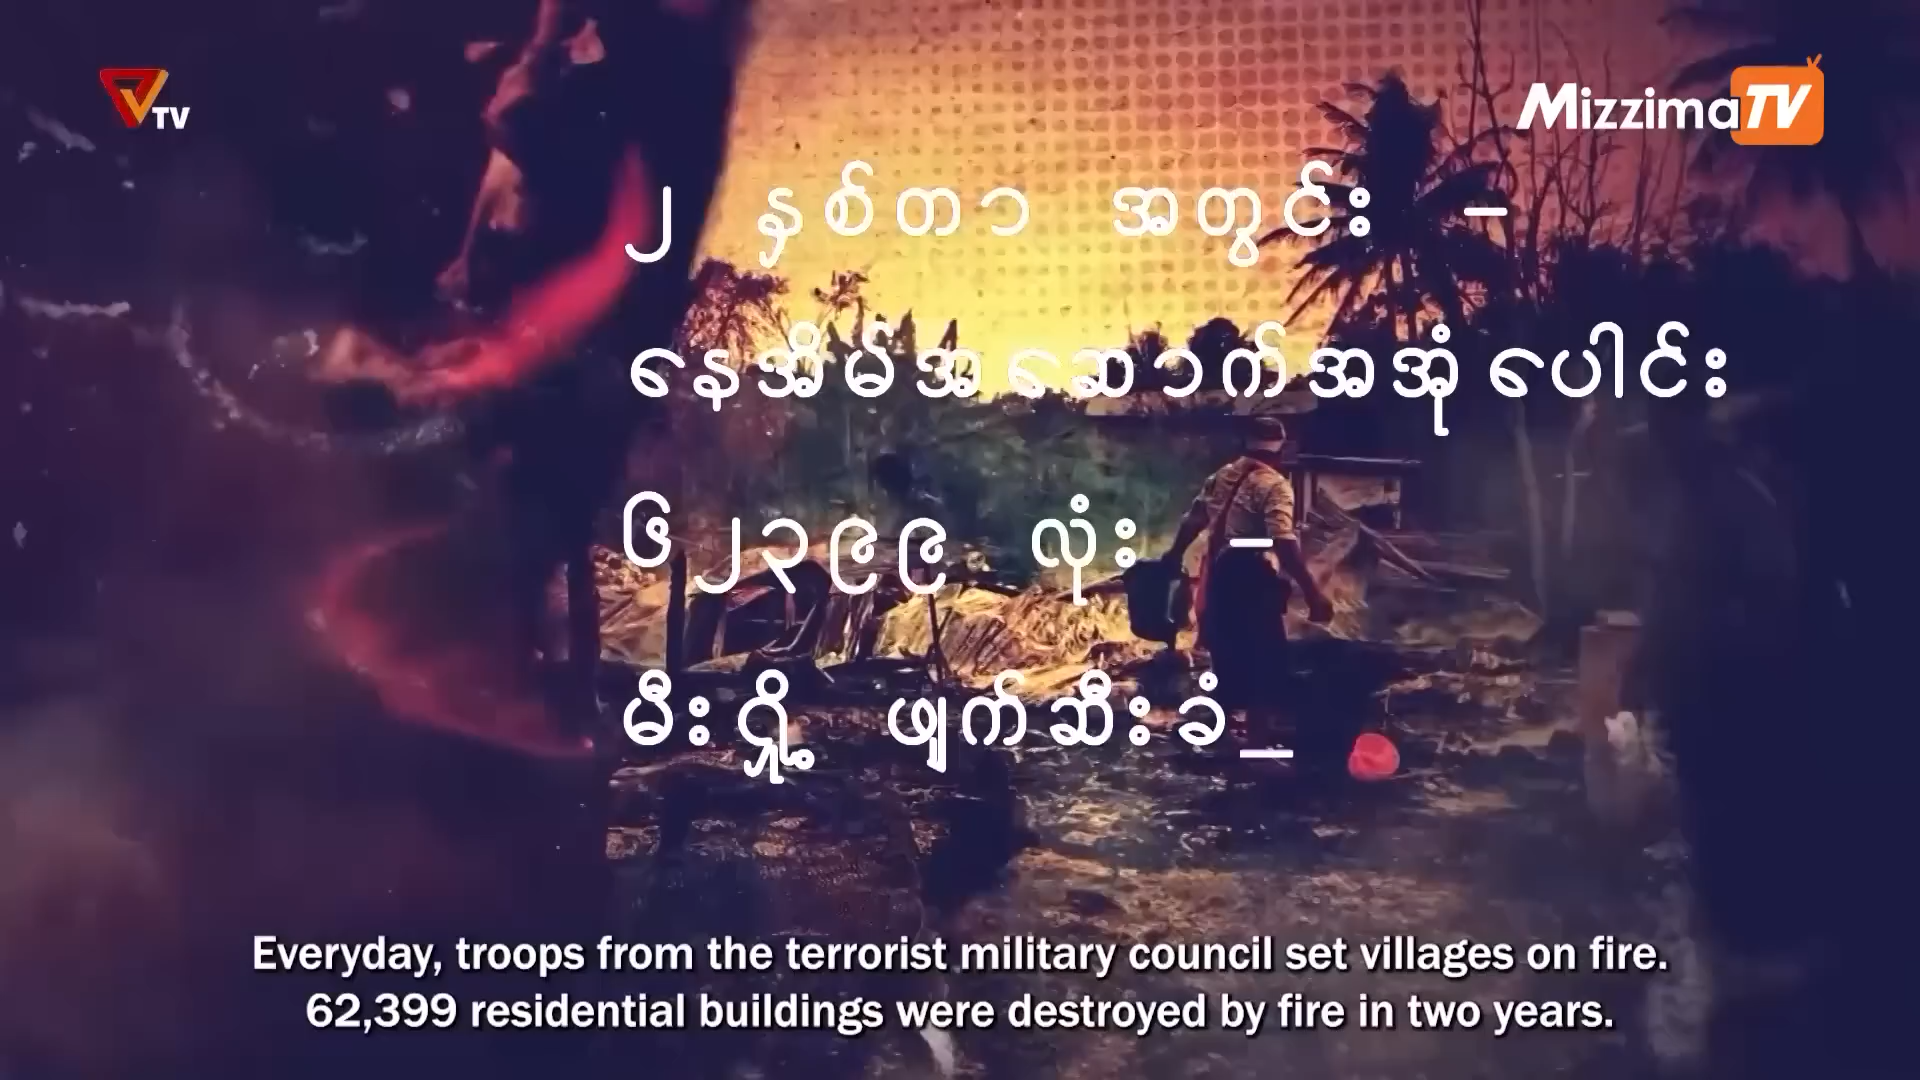 TV
MizzimaTV
၂ နှစ်တာ အတွင်း -
နေအိမ်အဆောက်အအုံပေါင်း
၆၂၃၉၉ လုံး -
မီးရှို့ ဖျက်ဆီးခံ_
Everyday, troops from the terrorist military council set villages on fire.
62,399 residential buildings were destroyed by fire in two years.